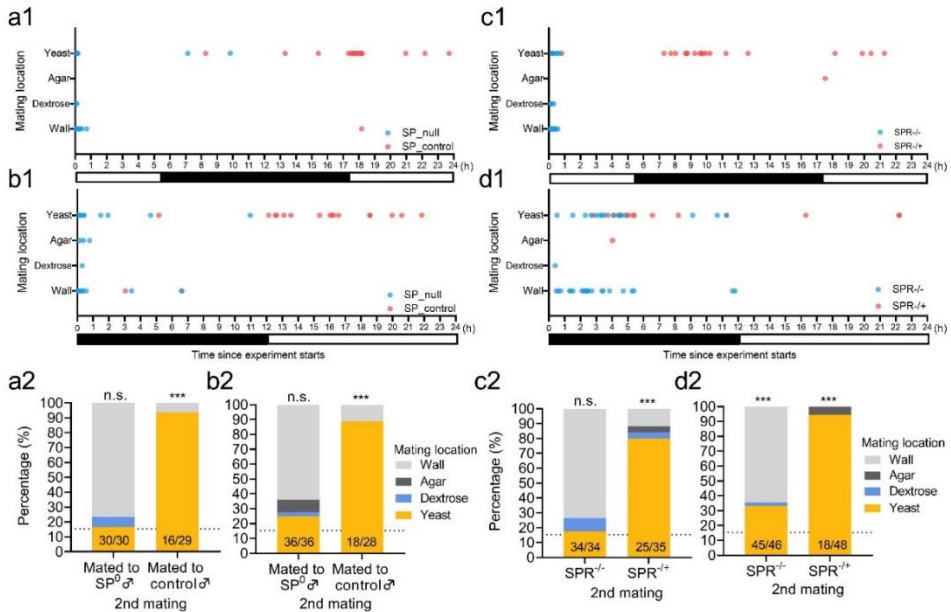 a1
Mating location
Yeast
Agar
Dextrose
Wall
SP_null
SP_control
0 1 2 3 4 5 6 7 8 9 10 11 12 13 14 15 16 17 18 19 20 21 22 23 24 (h)
c1
Mating location
Yeast
Agar
Dextrose
Wall
SPR-/-
SPR-/+
0 1 2 3 4 5 6 7 8 9 10 11 12 13 14 15 16 17 18 19 20 21 22 23 24 (h)
b1
Mating location
Yeast
Agar
Dextrose
Wall
SP_null
SP_control
0 1 2 3 4 5 6 7 8 9 10 11 12 13 14 15 16 17 18 19 20 21 22 23 24 (h)
Time since experiment starts
d1
Mating location
Yeast
Agar
Dextrose
Wall
SPR-/-
SPR-/+
0 1 2 3 4 5 6 7 8 9 10 11 12 13 14 15 16 17 18 19 20 21 22 23 24 (h)
Time since experiment starts
a2
Percentage (%)
100
90
80
70
60
50
40
30
20
10
0
n.s. ***
30/30 16/29
Mated to SP⁰♂
Mated to control♂
2nd mating
b2
100
90
80
70
60
50
40
30
20
10
0
n.s. ***
36/36 18/28
Mated to SP⁰♂
Mated to control♂
2nd mating
Mating location
Wall
Agar
Dextrose
Yeast
c2
Percentage (%)
100
90
80
70
60
50
40
30
20
10
0
n.s. ***
34/34 25/35
SPR⁻/⁻ SPR⁻/⁺
2nd mating
d2
100
90
80
70
60
50
40
30
20
10
0
*** ***
45/46 18/48
SPR⁻/⁻ SPR⁻/⁺
2nd mating
Mating location
Wall
Agar
Dextrose
Yeast